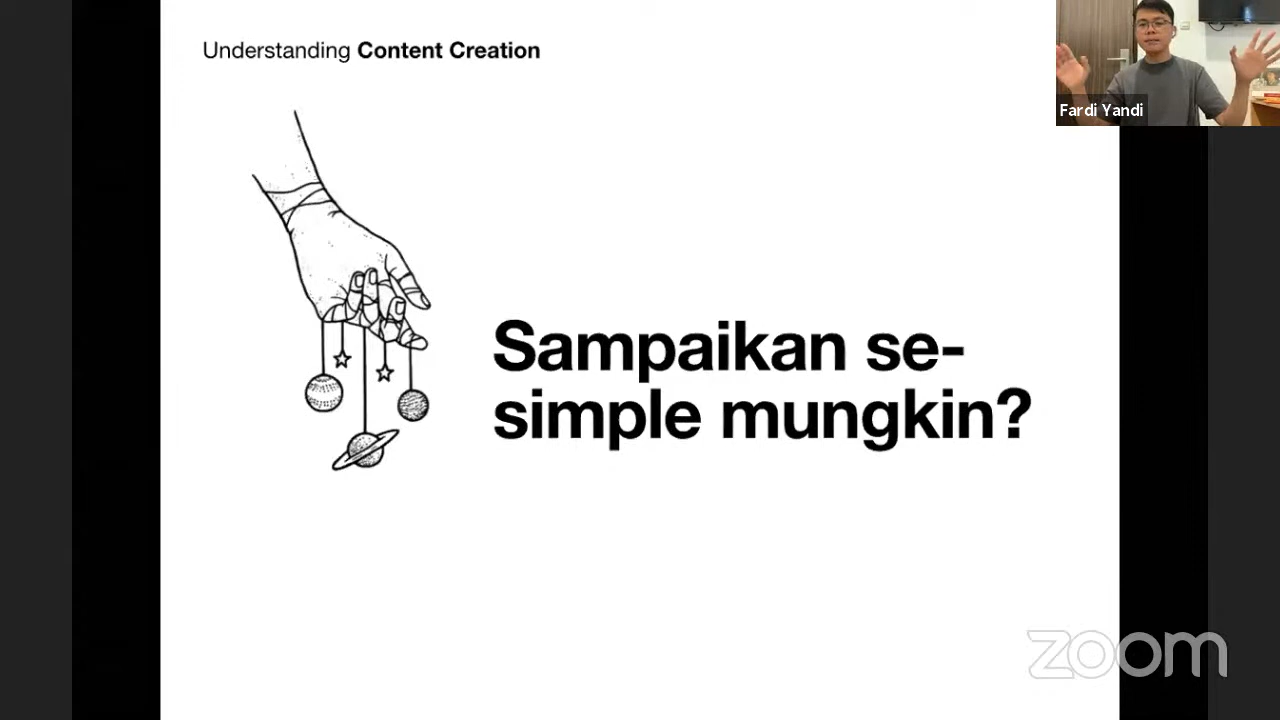 Understanding Content Creation
Fardi Yandi
Sampaikan se-
simple mungkin?
zoom